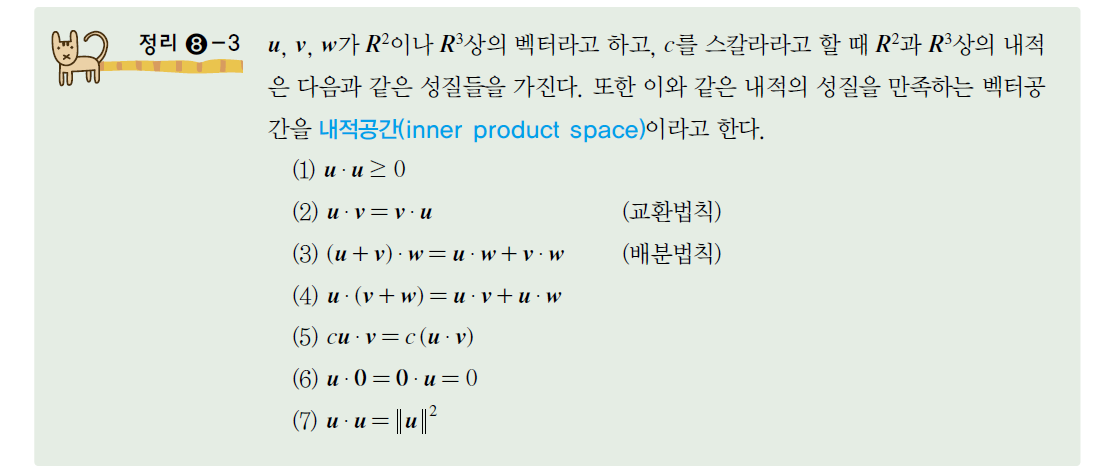 정리 ❽-3 u, v, w가 R²이나 R³상의 벡터라고 하고, c를 스칼라라고 할 때 R²과 R³상의 내적
은 다음과 같은 성질들을 가진다. 또한 이와 같은 내적의 성질을 만족하는 벡터공
간을 내적공간(inner product space)이라고 한다.
(1) u · u ≥ 0
(2) u · v = v · u (교환법칙)
(3) (u + v) · w = u · w + v · w (배분법칙)
(4) u · (v + w) = u · v + u · w
(5) cu · v = c (u · v)
(6) u · 0 = 0 · u = 0
(7) u · u = ‖u‖²